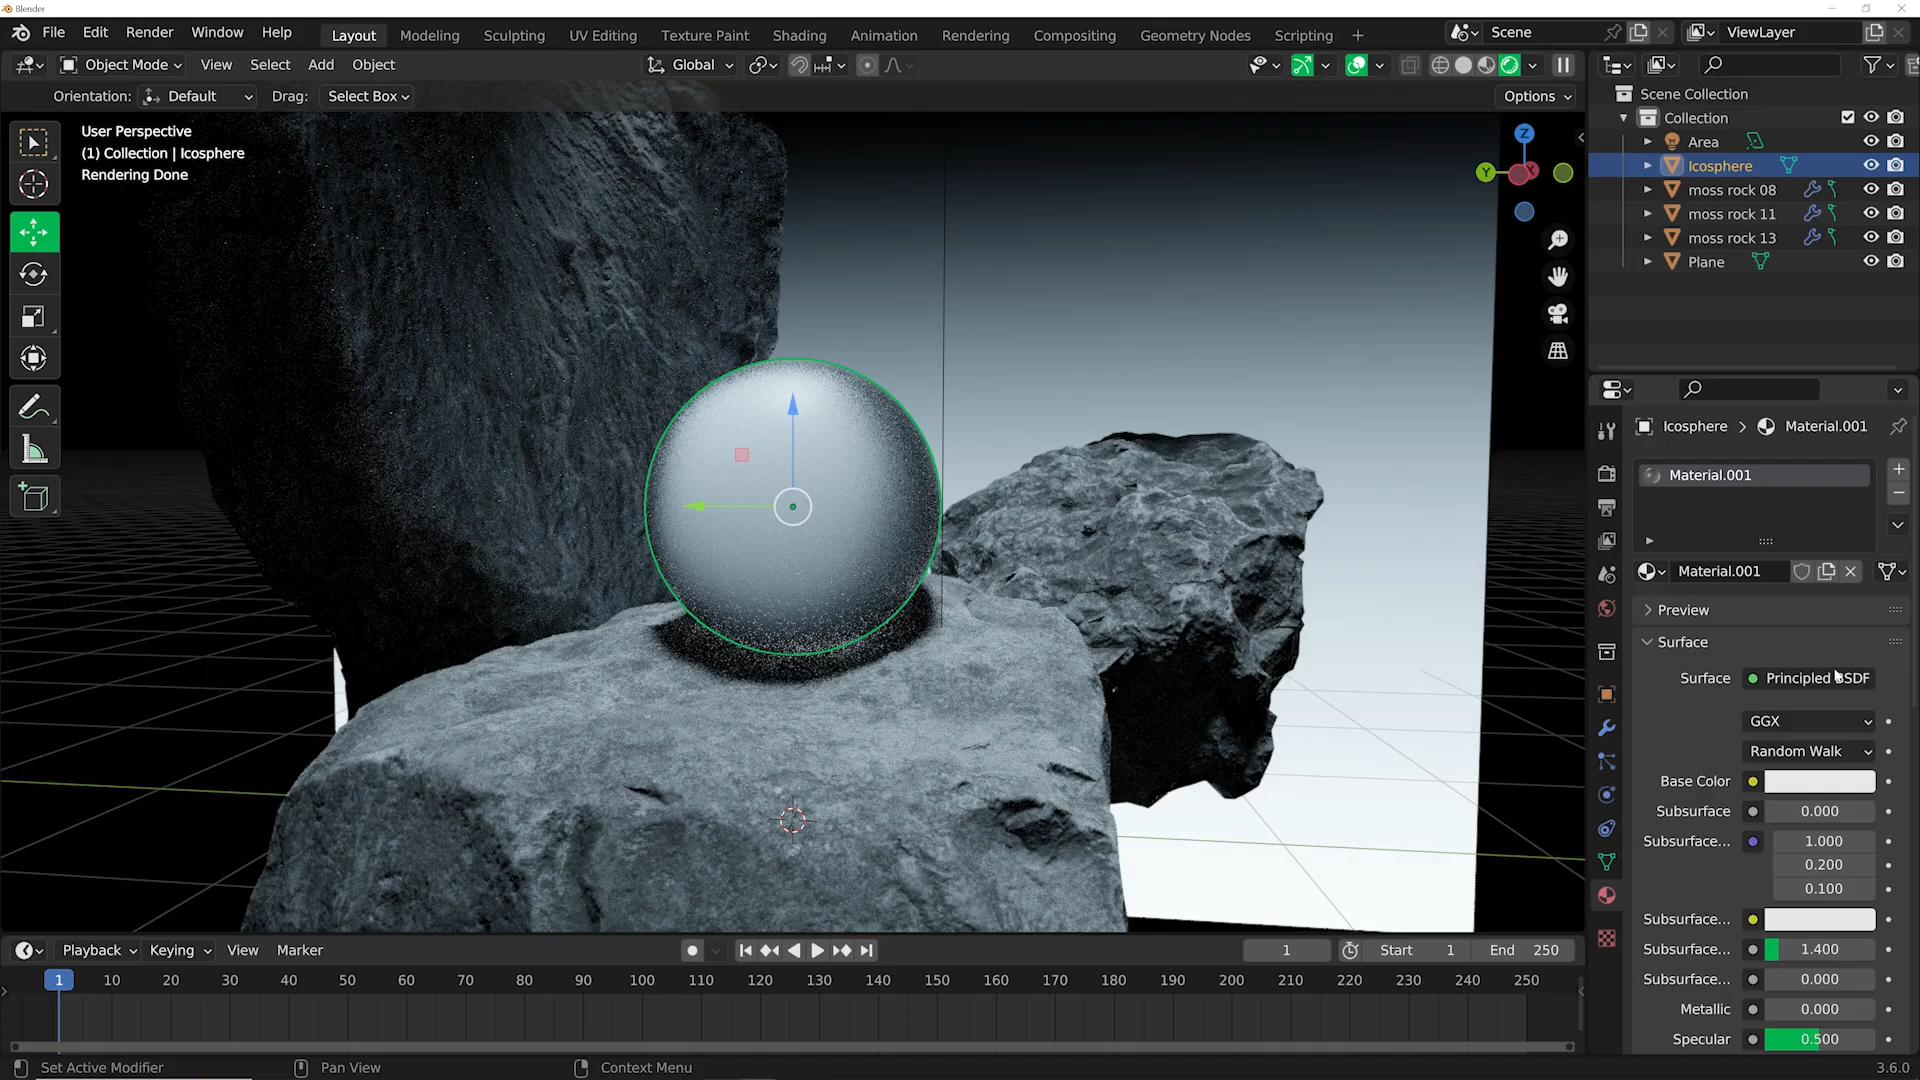 Blender
File Edit Render Window Help Layout Modeling Sculpting UV Editing Texture Paint Shading Animation Rendering Compositing Geometry Nodes Scripting + Scene ViewLayer
Object Mode View Select Add Object Global
Orientation: Default Drag: Select Box Options
User Perspective
(1) Collection | Icosphere
Rendering Done
Z
Y
X
Scene Collection
Collection
Area
Icosphere
moss rock 08
moss rock 11
moss rock 13
Plane
Icosphere > Material.001
Material.001
Material.001
Preview
Surface
Surface Principled BSDF
GGX
Random Walk
Base Color
Subsurface 0.000
Subsurface... 1.000
0.200
0.100
Subsurface...
Subsurface... 1.400
Subsurface... 0.000
Metallic 0.000
Specular 0.500
Playback Keying View Marker 1 Start 1 End 250
1 10 20 30 40 50 60 70 80 90 100 110 120 130 140 150 160 170 180 190 200 210 220 230 240 250
Set Active Modifier Pan View Context Menu 3.6.0